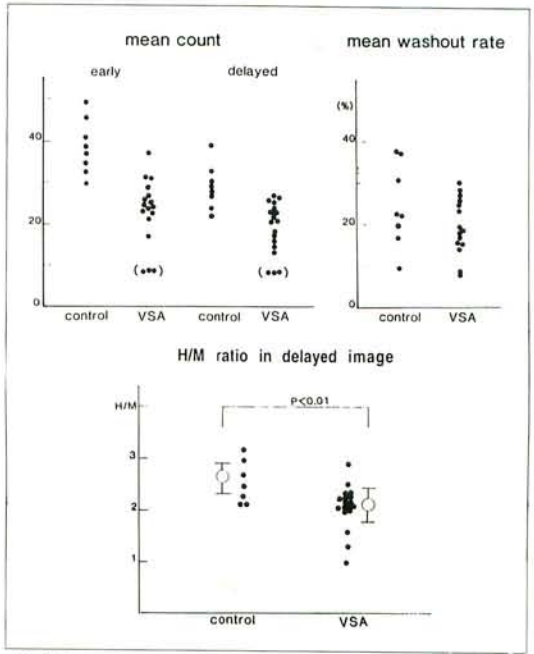 mean count
early delayed
40
20
0
( ) ( )
control VSA control VSA
mean washout rate
(%)
40
20
0
control VSA
H/M ratio in delayed image
H/M
P<0.01
3
2
1
control VSA